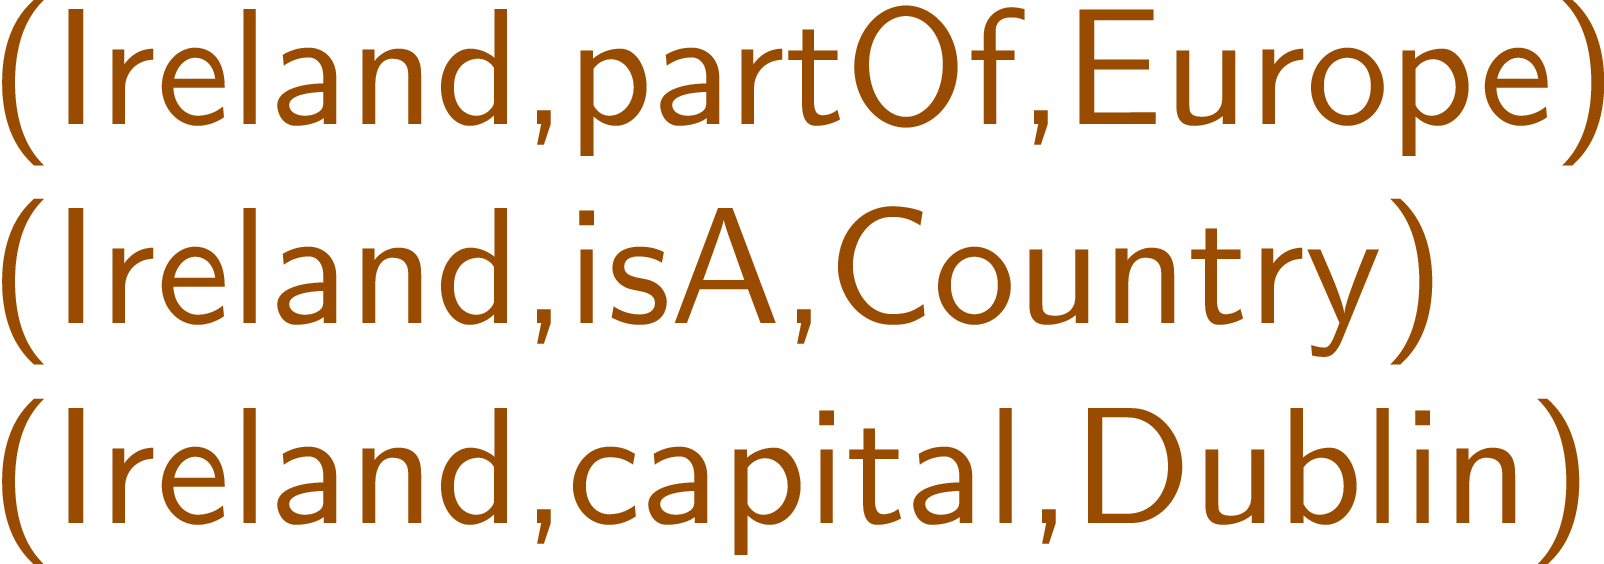 (Ireland,partOf,Europe)
(Ireland,isA,Country)
(Ireland,capital,Dublin)